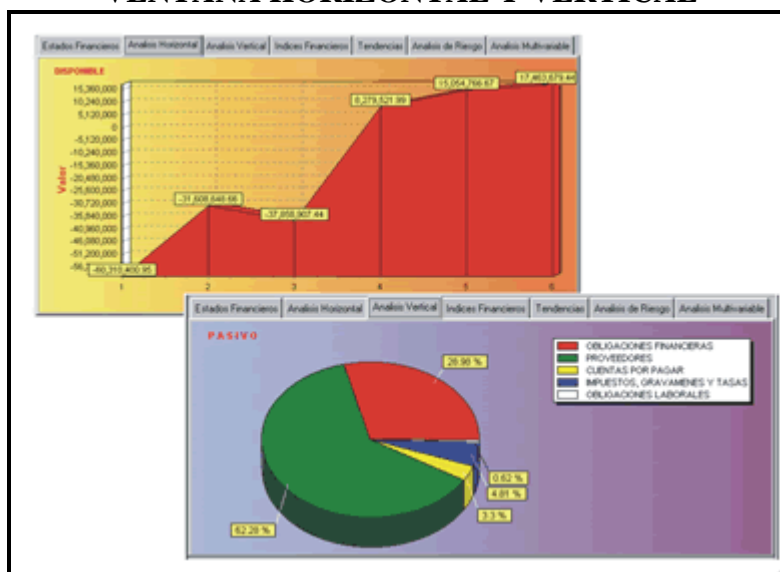 VENTANA HORIZONTAL Y VERTICAL
Estados Financieros Analisis Horizontal Analisis Vertical Indices Financieros Tendencias Analisis de Riesgo Analisis Multivariable
DISPONIBLE
Valor
15,360,000
10,240,000
5,120,000
0
-5,120,000
-10,240,000
-15,360,000
-20,480,000
-25,600,000
-30,720,000
-35,840,000
-40,960,000
-46,080,000
-51,200,000
-56,
-60,310,400.95
-31,608,648.66
-37,058,907.44
8,279,521.99
15,054,766.67
17,463,679.44
1 2 3 4 5 6
Estados Financieros Analisis Horizontal Analisis Vertical Indices Financieros Tendencias Analisis de Riesgo Analisis Multivariable
PASIVO
OBLIGACIONES FINANCIERAS
PROVEEDORES
CUENTAS POR PAGAR
IMPUESTOS, GRAVAMENES Y TASAS
OBLIGACIONES LABORALES
28.98 %
0.62 %
4.81 %
3.3 %
62.28 %